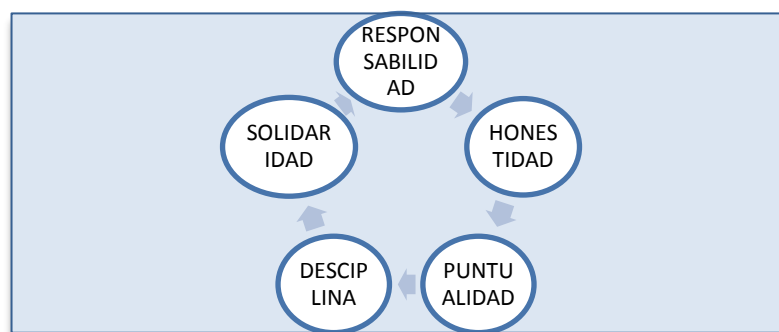 RESPON
SABILID
AD
HONES
TIDAD
PUNTU
ALIDAD
DESCIP
LINA
SOLIDAR
IDAD